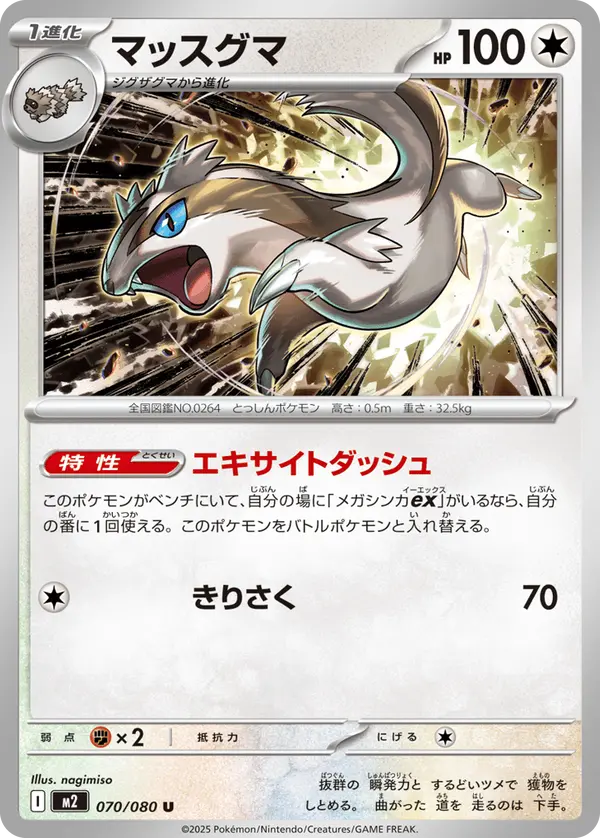 1進化
マッスグマ
HP 100
ジグザグマから進化
全国図鑑NO.0264 とっしんポケモン 高さ:0.5m 重さ:32.5kg
特性 とくせい エキサイトダッシュ
このポケモンがベンチにいて、自分の場に「メガシンカex」がいるなら、自分
の番に1回使える。このポケモンをバトルポケモンと入れ替える。
きりさく 70
弱点 ×2 抵抗力 にげる
Illus. nagimiso
I m2 070/080 U
抜群の 瞬発力と するどいツメで 獲物を
しとめる。 曲がった 道を 走るのは 下手。
©2025 Pokémon/Nintendo/Creatures/GAME FREAK.